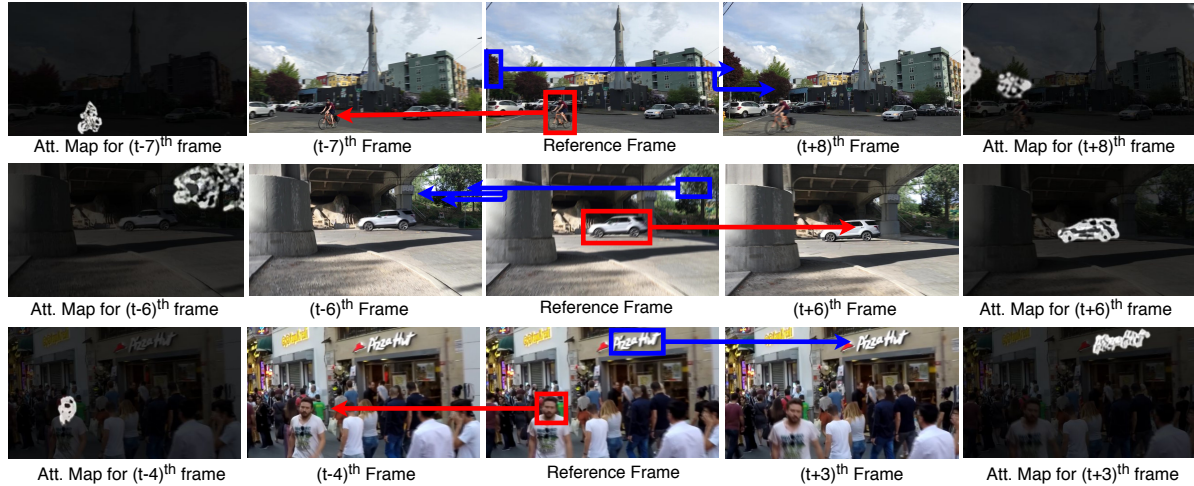 Att. Map for (t-7)th frame
(t-7)th Frame
Reference Frame
(t+8)th Frame
Att. Map for (t+8)th frame
Att. Map for (t-6)th frame
(t-6)th Frame
Reference Frame
(t+6)th Frame
Att. Map for (t+6)th frame
Pizza Hut
Pizza Hut
Pizza Hut
Att. Map for (t-4)th frame
(t-4)th Frame
Reference Frame
(t+3)th Frame
Att. Map for (t+3)th frame